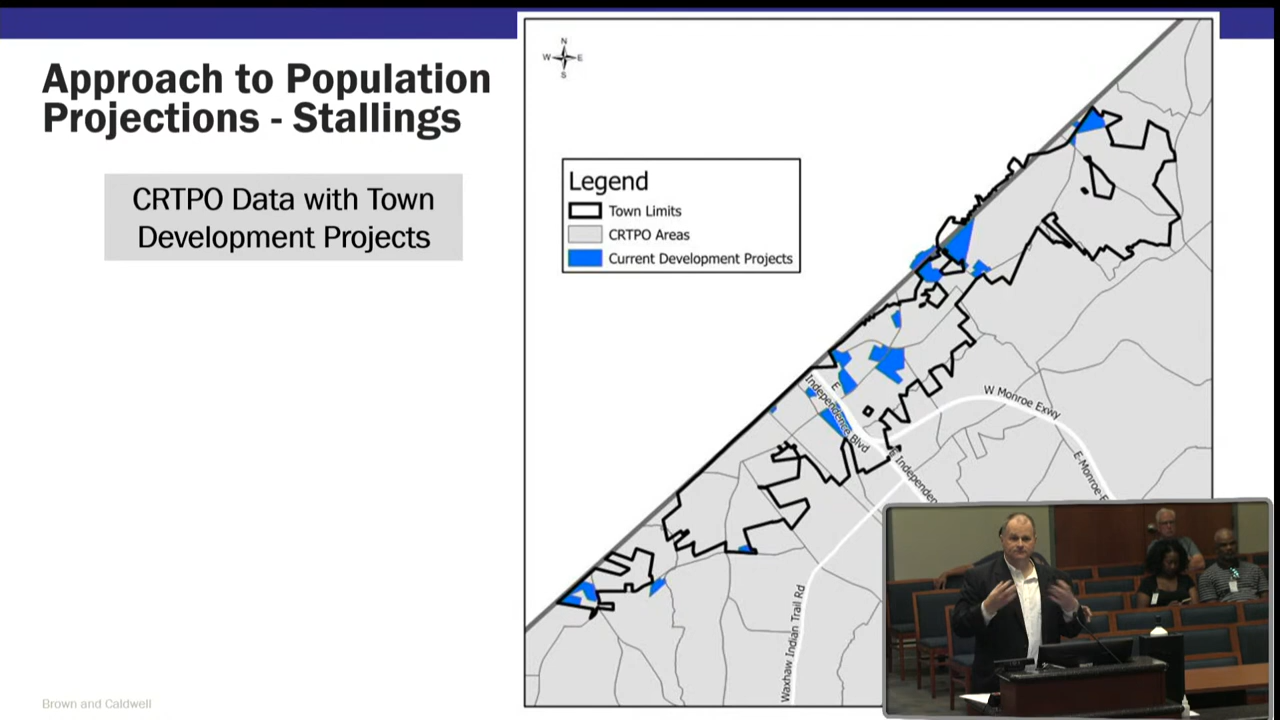 Approach to Population
Projections - Stallings
CRTPO Data with Town
Development Projects
N
W E
S
Legend
Town Limits
CRTPO Areas
Current Development Projects
E Independence Blvd
W Monroe Exwy
E Independen
E-Monroe-E
Waxhaw Indian Trail Rd
Brown and Caldwell